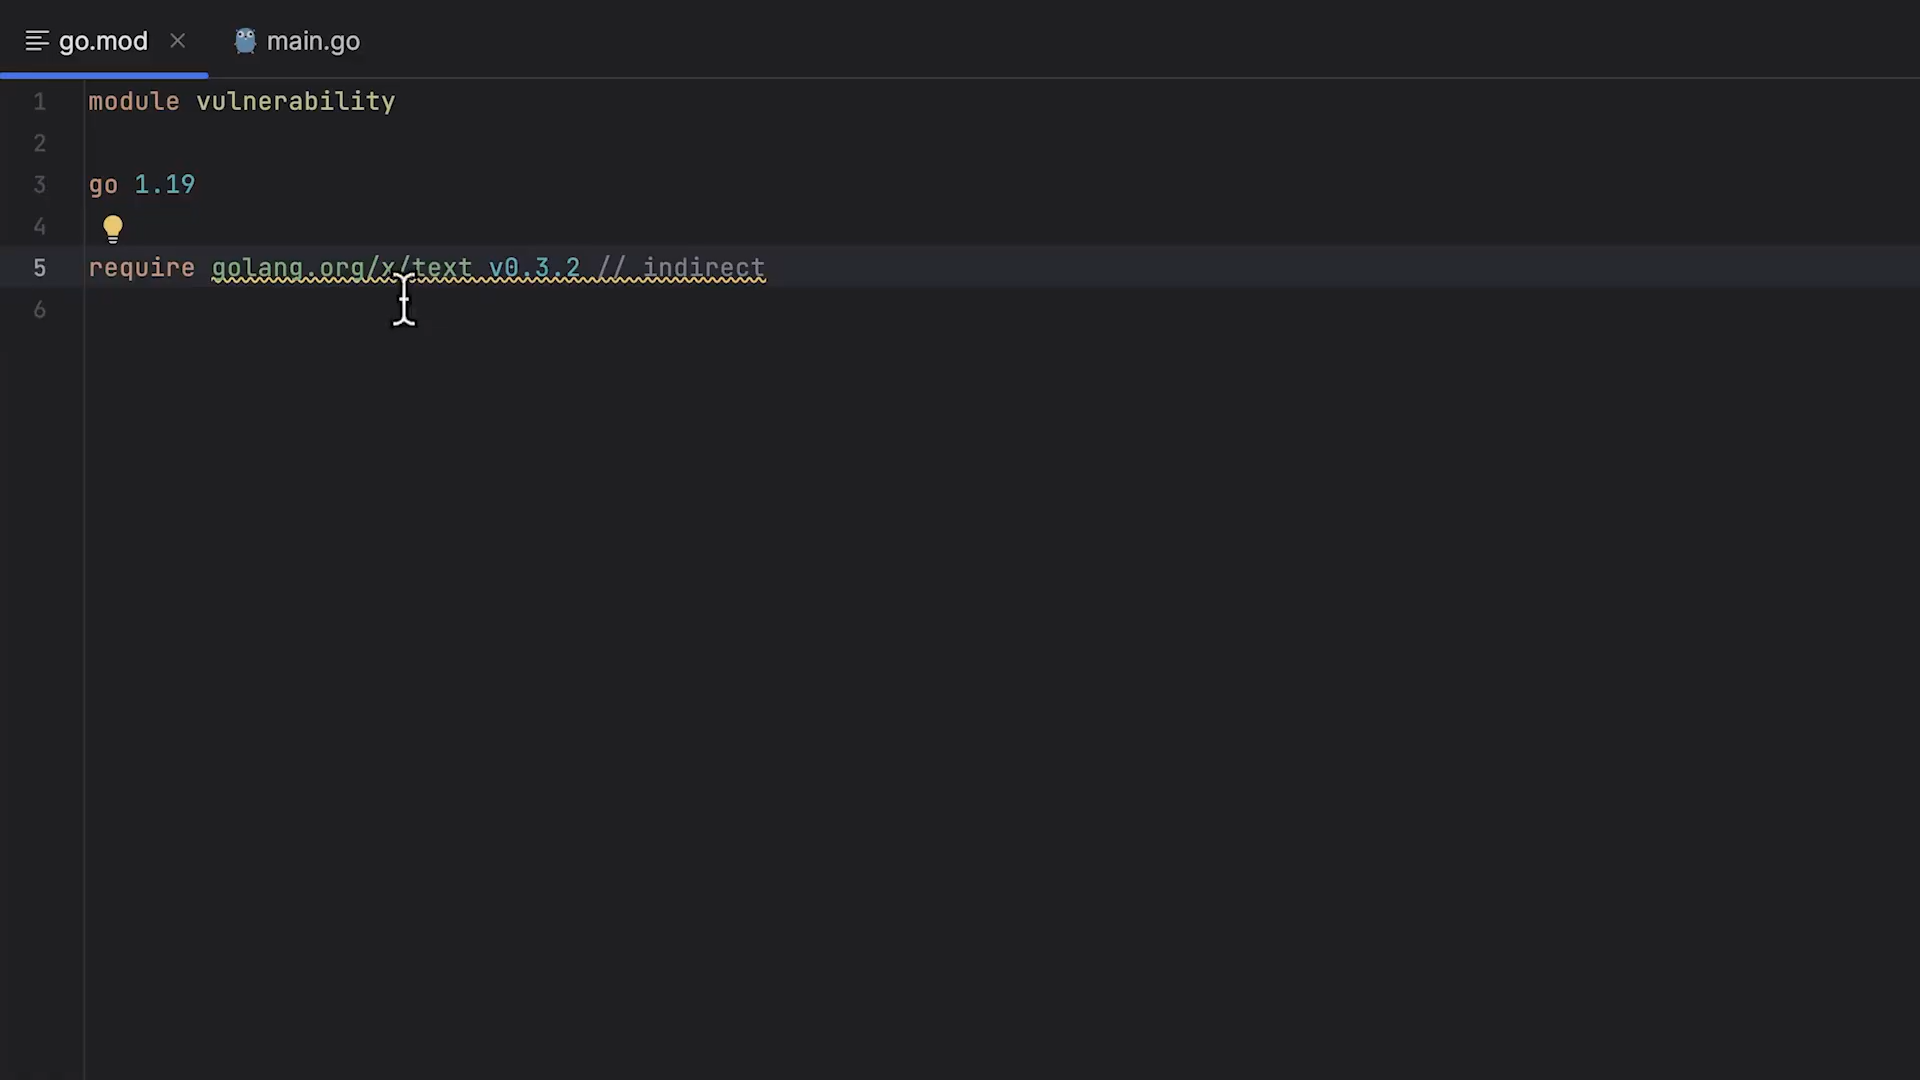 go.mod main.go
1 module vulnerability
2
3 go 1.19
4
5 require golang.org/x/text v0.3.2 // indirect
6